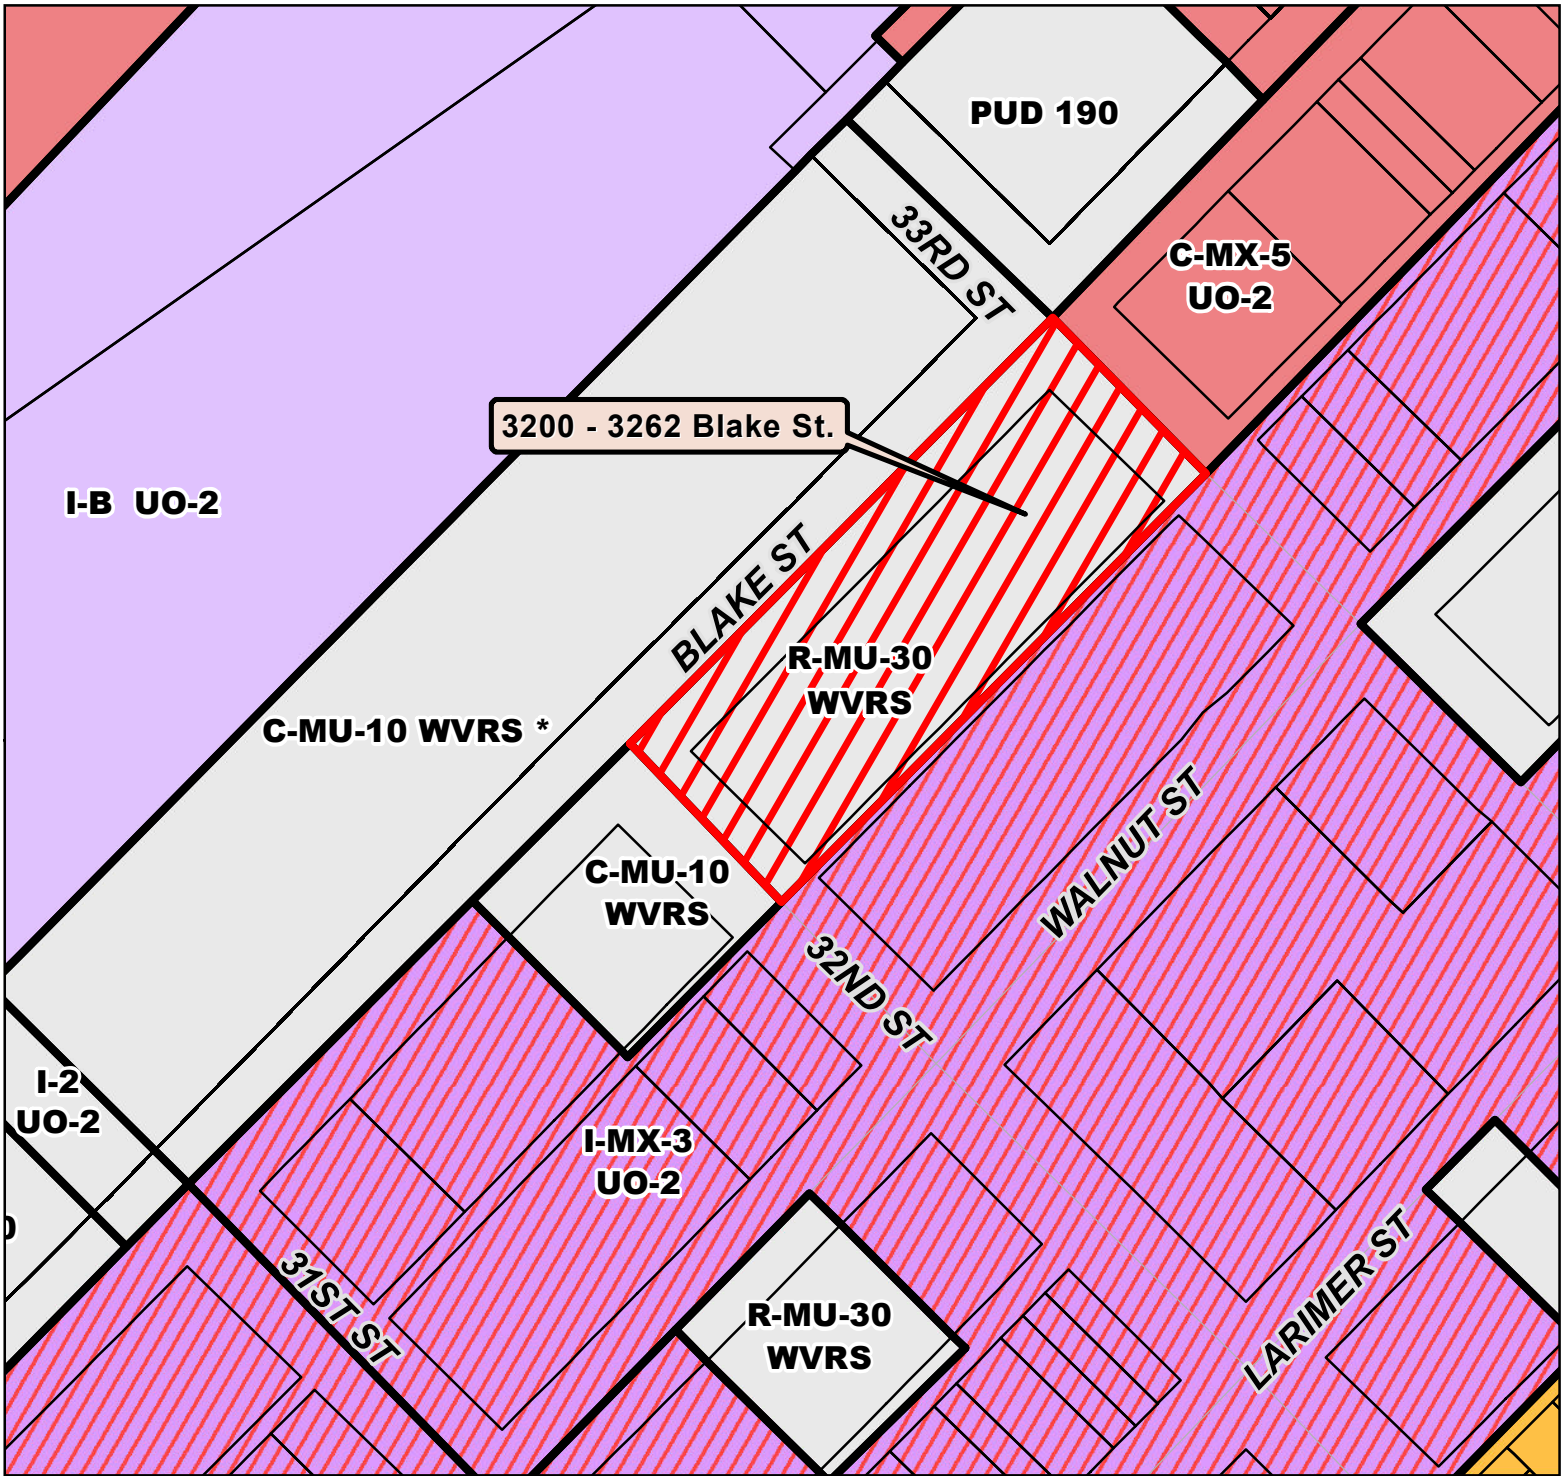 PUD 190
33RD ST
C-MX-5
UO-2
3200 - 3262 Blake St.
I-B UO-2
BLAKE ST
R-MU-30
WVRS
C-MU-10 WVRS *
C-MU-10
WVRS
WALNUT ST
32ND ST
I-2
UO-2
I-MX-3
UO-2
31ST ST
R-MU-30
WVRS
LARIMER ST